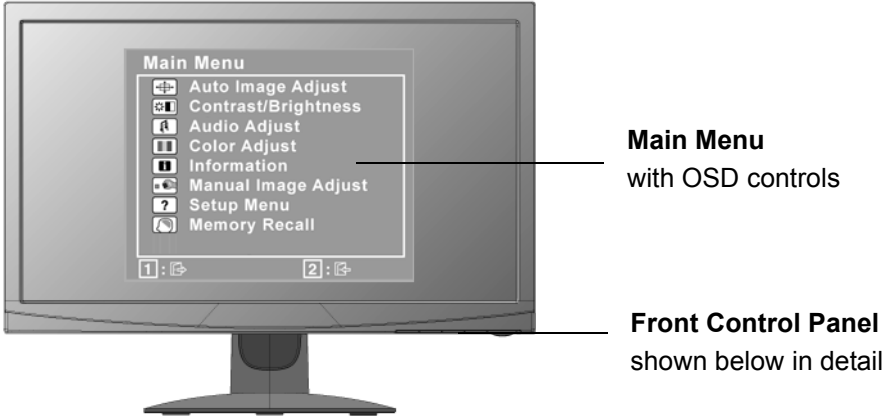 Main Menu
Auto Image Adjust
Contrast/Brightness
Audio Adjust
Color Adjust
Information
Manual Image Adjust
? Setup Menu
Memory Recall
1 : 2 :
Main Menu
with OSD controls
Front Control Panel
shown below in detail